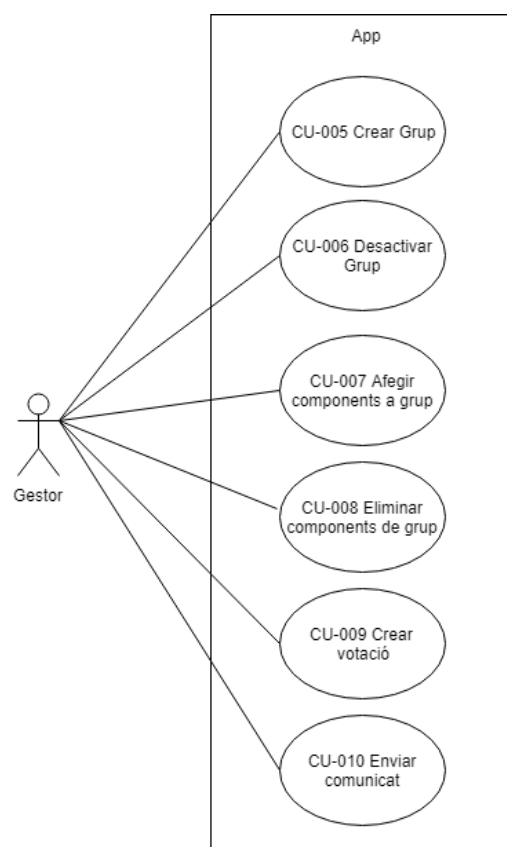 App
CU-005 Crear Grup
CU-006 Desactivar
Grup
CU-007 Afegir
components a grup
Gestor
CU-008 Eliminar
components de grup
CU-009 Crear
votació
CU-010 Enviar
comunicat